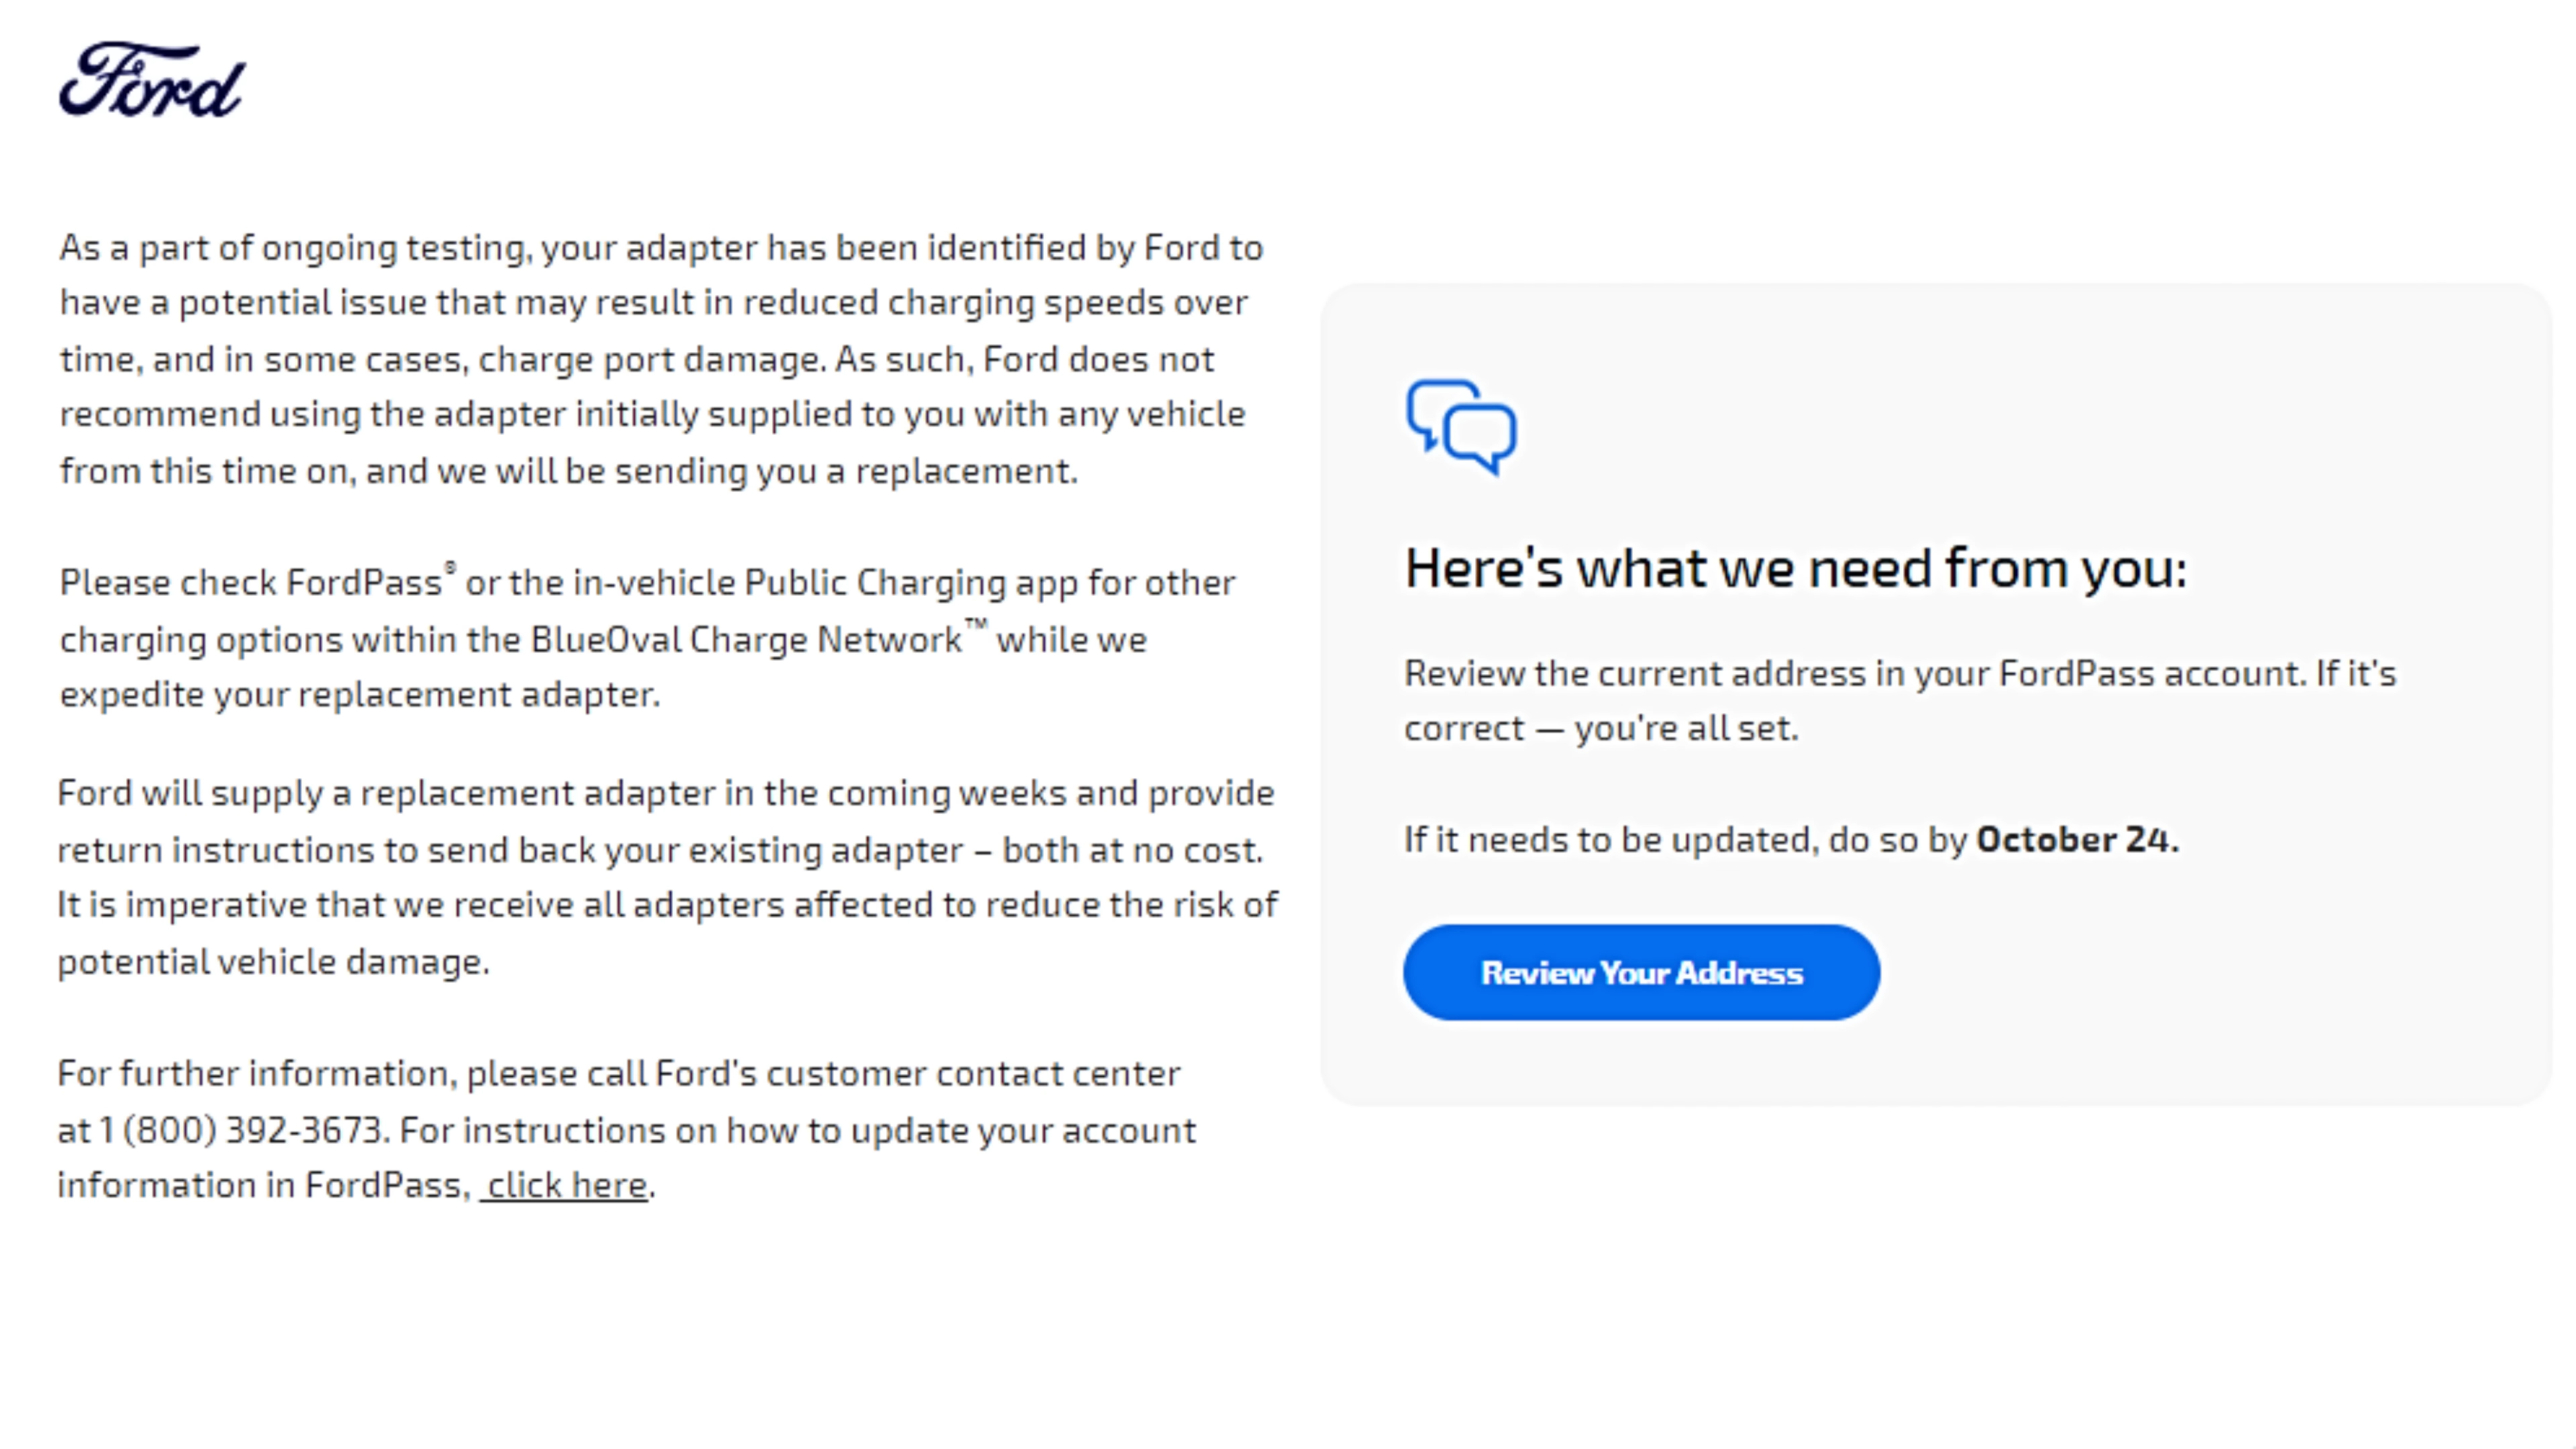 Ford
As a part of ongoing testing, your adapter has been identified by Ford to
have a potential issue that may result in reduced charging speeds over
time, and in some cases, charge port damage. As such, Ford does not
recommend using the adapter initially supplied to you with any vehicle
from this time on, and we will be sending you a replacement.
Please check FordPass® or the in-vehicle Public Charging app for other
charging options within the BlueOval Charge Network™ while we
expedite your replacement adapter.
Ford will supply a replacement adapter in the coming weeks and provide
return instructions to send back your existing adapter – both at no cost.
It is imperative that we receive all adapters affected to reduce the risk of
potential vehicle damage.
For further information, please call Ford's customer contact center
at 1 (800) 392-3673. For instructions on how to update your account
information in FordPass, click here.
Here's what we need from you:
Review the current address in your FordPass account. If it's
correct — you're all set.
If it needs to be updated, do so by October 24.
Review Your Address